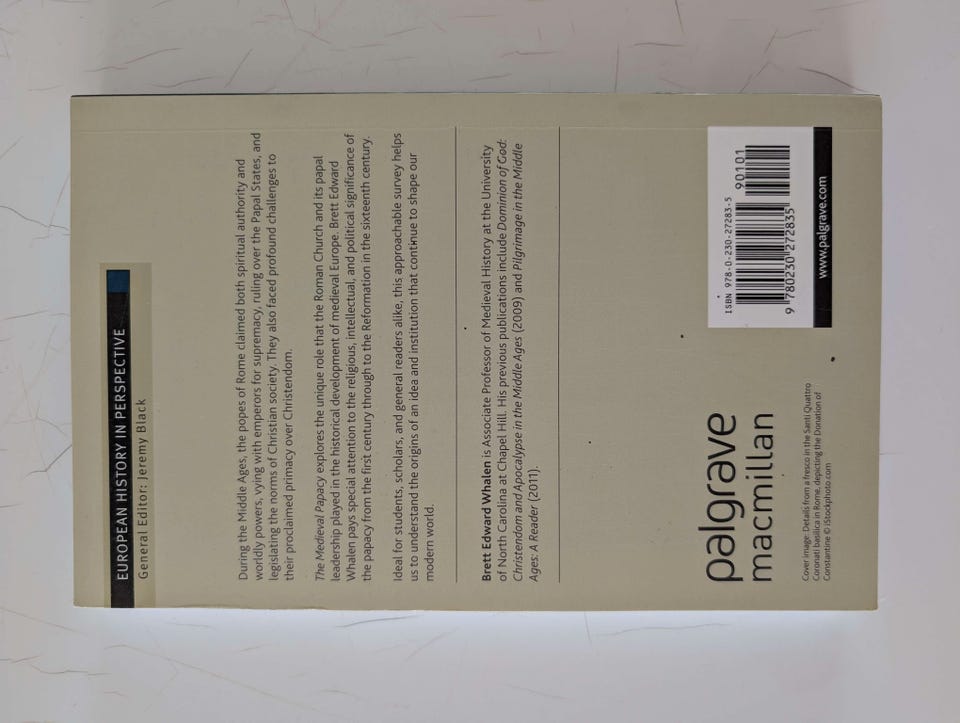 EUROPEAN HISTORY IN PERSPECTIVE
General Editor: Jeremy Black
During the Middle Ages, the popes of Rome claimed both spiritual authority and
worldly powers, vying with emperors for supremacy, ruling over the Papal States, and
legislating the norms of Christian society. They also faced profound challenges to
their proclaimed primacy over Christendom.
The Medieval Papacy explores the unique role that the Roman Church and its papal
leadership played in the historical development of medieval Europe. Brett Edward
Whalen pays special attention to the religious, intellectual, and political significance of
the papacy from the first century through to the Reformation in the sixteenth century.
Ideal for students, scholars, and general readers alike, this approachable survey helps
us to understand the origins of an idea and institution that continue to shape our
modern world.
Brett Edward Whalen is Associate Professor of Medieval History at the University
of North Carolina at Chapel Hill. His previous publications include Dominion of God:
Christendom and Apocalypse in the Middle Ages (2009) and Pilgrimage in the Middle
Ages: A Reader (2011).
palgrave
macmillan
Cover image: Details from a fresco in the Santi Quattro
Coronati basilica in Rome, depicting the Donation of
Constantine © iStockphoto.com
ISBN 978-0-230-27283-5
90101
9 780230 272835
www.palgrave.com